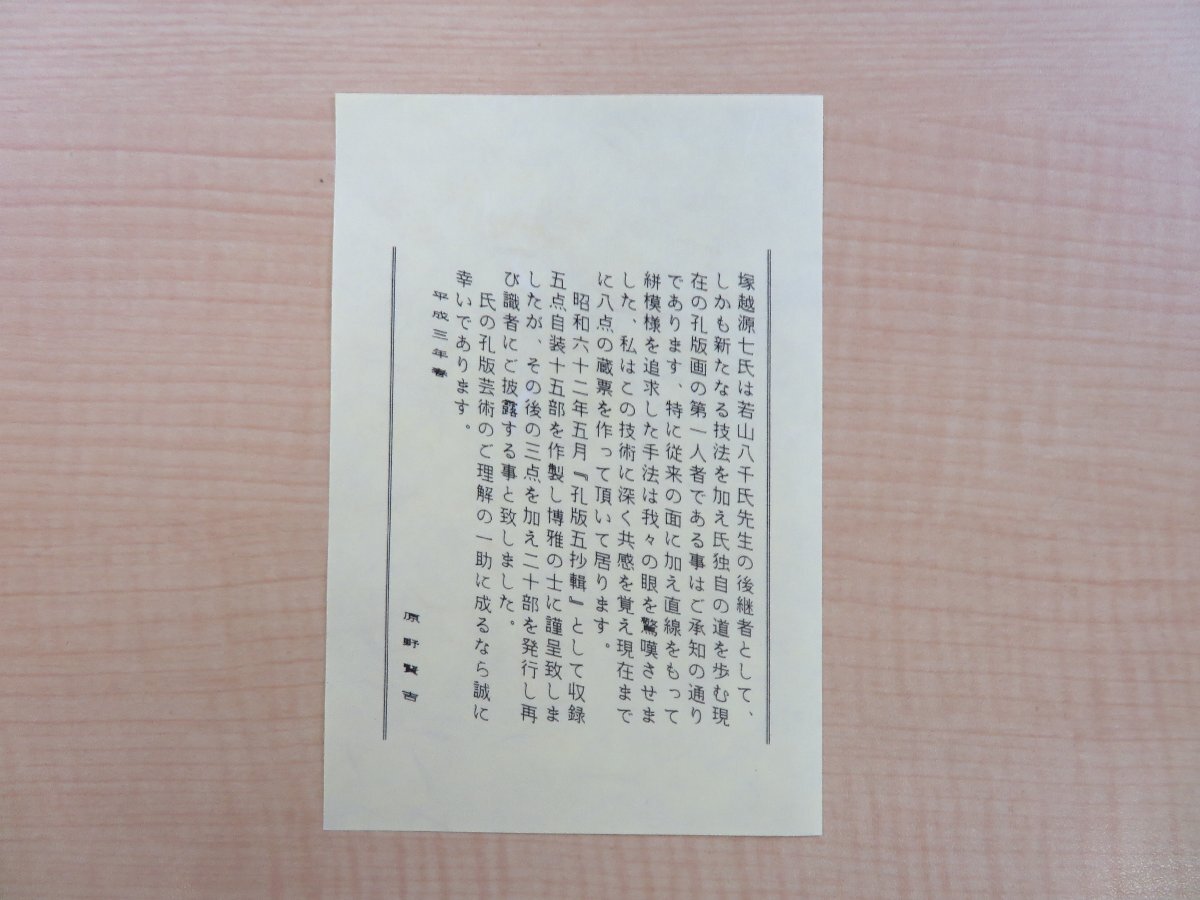 塚越源七氏は若山八千氏先生の後継者として、
しかも新たなる技法を加え氏独自の道を歩む現
在の孔版画の第一人者である事はご承知の通り
であります、特に従来の面に加え直線をもって
絣模様を追求した手法は我々の眼を驚嘆させま
した、私はこの技術に深く共感を覚え現在まで
に八点の蔵票を作って頂いて居ります。
昭和六十二年五月『孔版五抄輯』として収録
五点自装十五部を作製し博雅の士に謹呈致しま
したが、その後の三点を加え二十部を発行し再
び識者にご披露する事と致しました。
氏の孔版芸術のご理解の一助に成るなら誠に
幸いであります。
平成三年春
原野賢吉